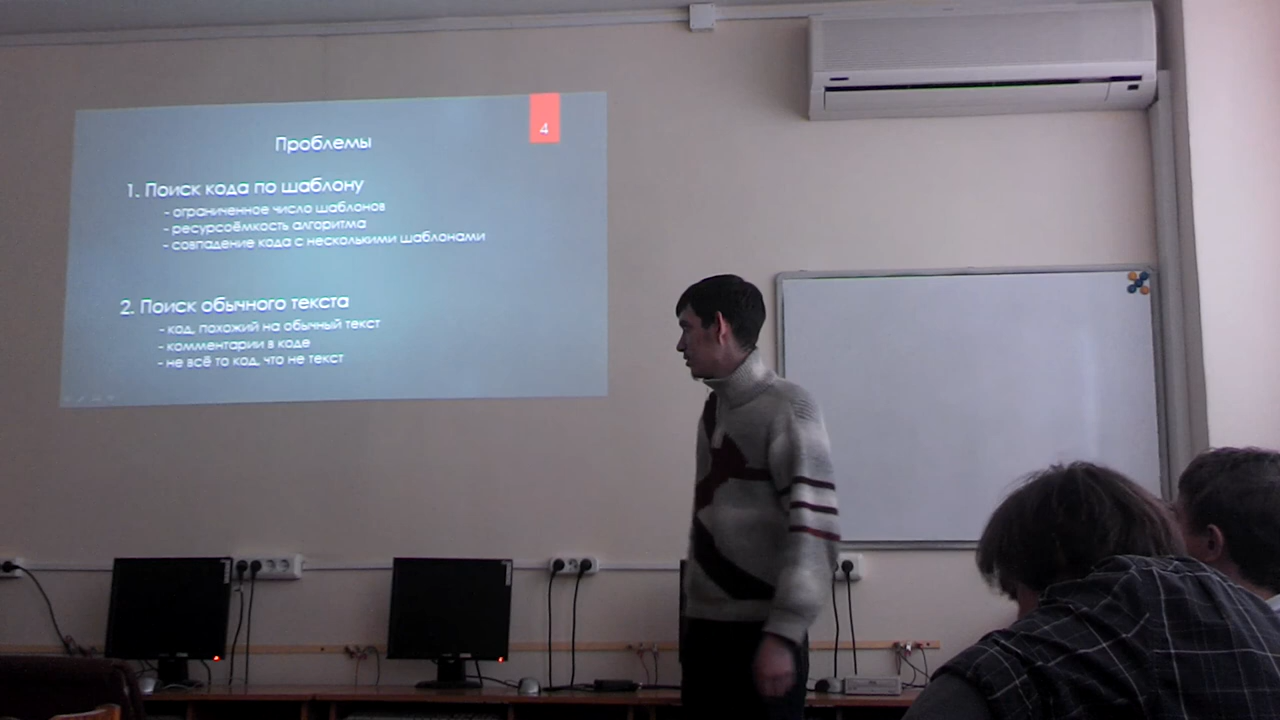 4
Проблемы
1. Поиск кода по шаблону
- ограниченное число шаблонов
- ресурсоёмкость алгоритма
- совпадение кода с несколькими шаблонами
2. Поиск обычного текста
- код, похожий на обычный текст
- комментарии в коде
- не всё то код, что не текст